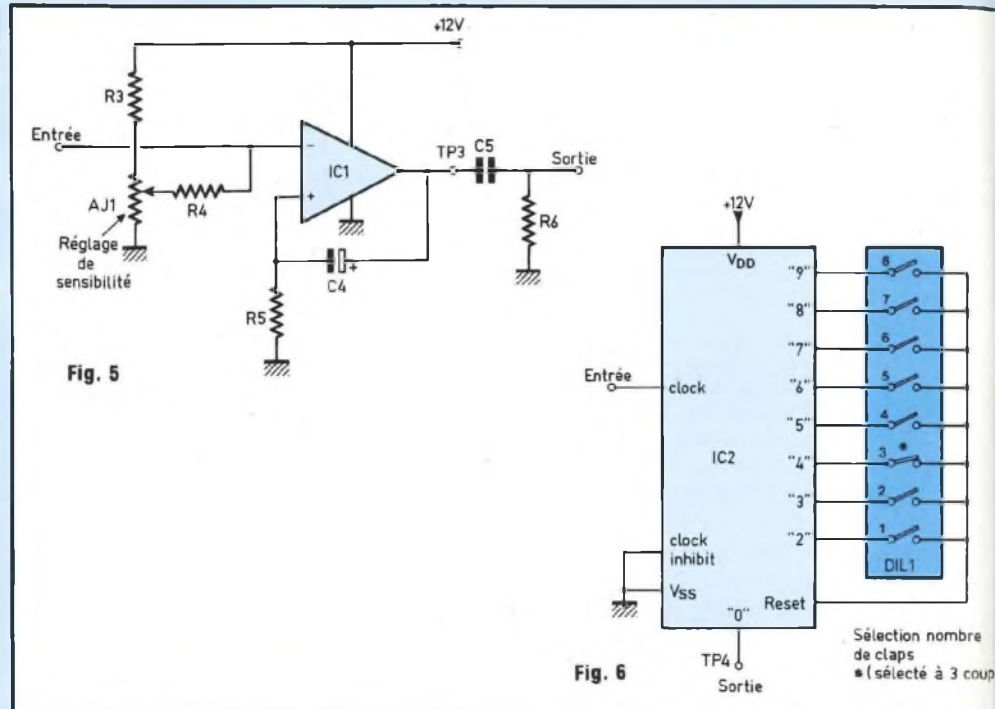 +12V
R3
Entrée
AJ1
R4
Réglage
de
sensibilité
−
+
IC1
TP3
C5
Sortie
R6
C4
+
R5
Fig. 5
+12V
VDD
"9"
8
"8"
7
"7"
6
Entrée
clock
"6"
5
"5"
4
*
IC2
"4"
3
"3"
2
clock
inhibit
"2"
1
DIL1
VSS
Reset
"0"
TP4
Sortie
Sélection nombre
de claps
* (sélecté à 3 coup
Fig. 6